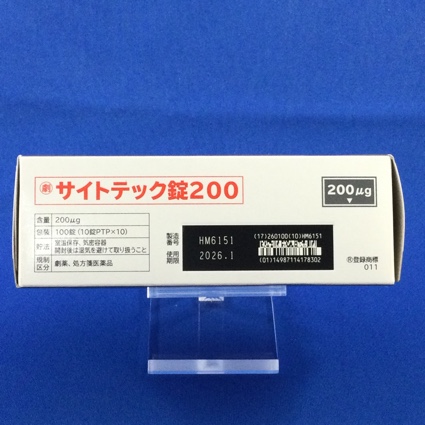 劇 サイトテック錠200
200μg
含量 200μg
包装 100錠(10錠PTP×10)
貯法 室温保存、気密容器
開封後は湿気を避けて取り扱うこと
規制区分 劇薬、処方箋医薬品
製造番号 HM6151
使用期限 2026.1
(17)260100(10)HM6151
(01)14987114178302
®登録商標
011